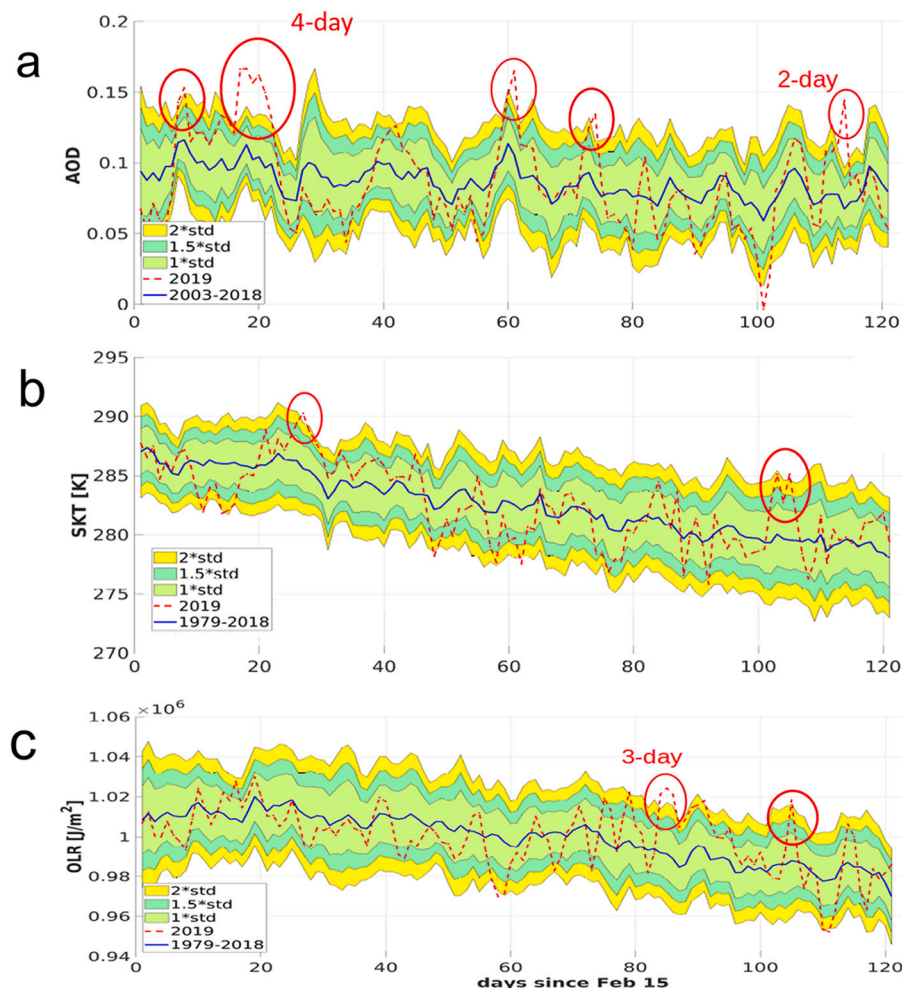 a
4-day
2-day
0.2
0.15
0.1
0.05
0
AOD
2*std
1.5*std
1*std
2019
2003-2018
0 20 40 60 80 100 120
b
295
290
285
280
275
270
SKT [K]
2*std
1.5*std
1*std
2019
1979-2018
0 20 40 60 80 100 120
c
×10⁶
1.06
1.04
1.02
1
0.98
0.96
0.94
OLR [J/m²]
3-day
2*std
1.5*std
1*std
2019
1979-2018
0 20 40 60 80 100 120
days since Feb 15